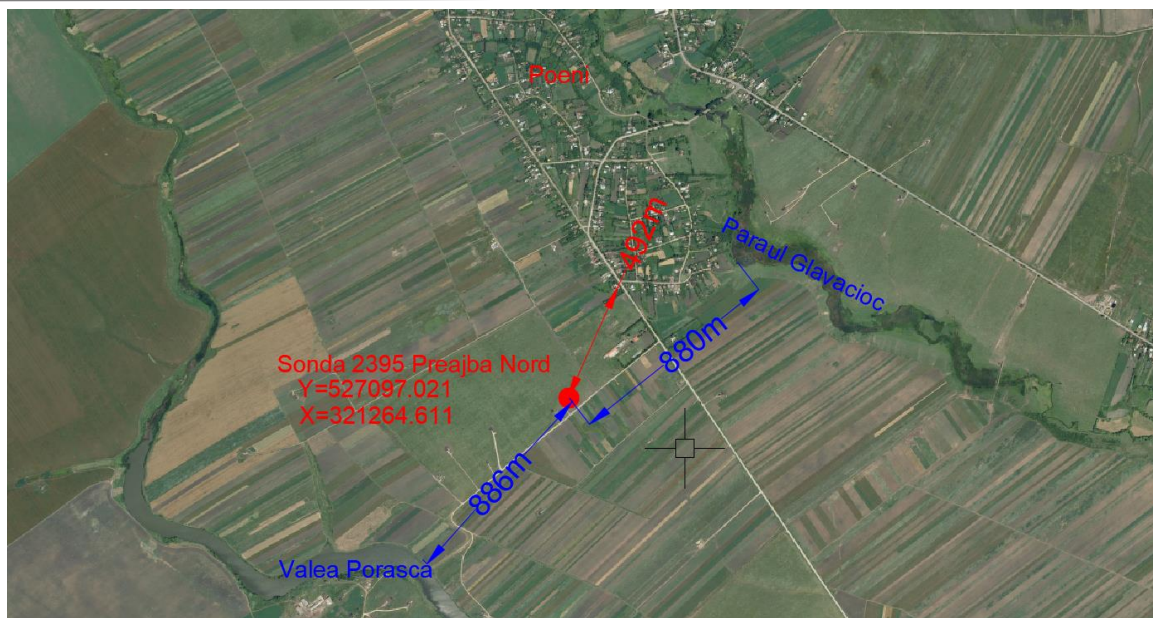 Poeni
492m
Paraul Glavacioc
880m
Sonda 2395 Preajba Nord
Y=527097.021
X=321264.611
886m
Valea Porasca